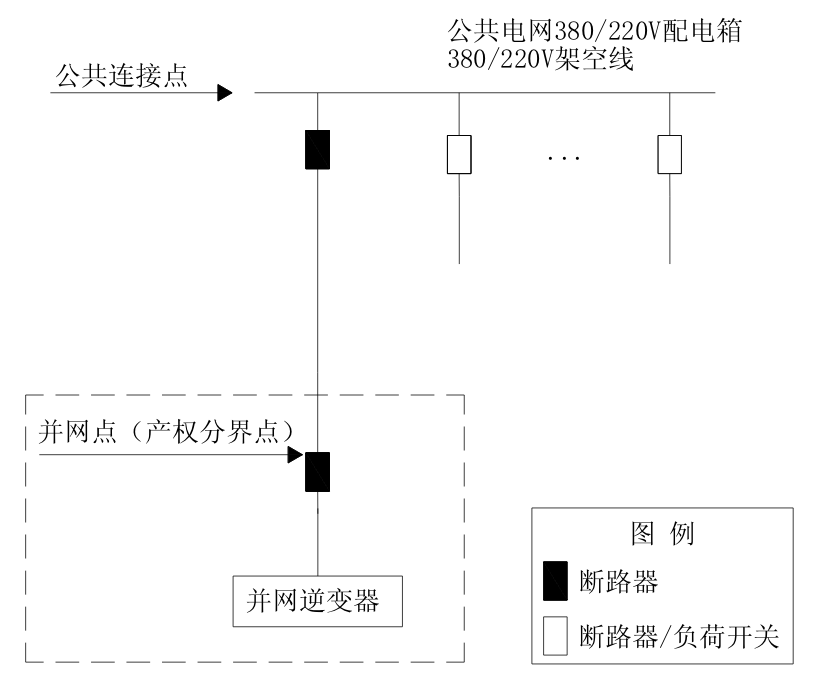 公共电网380/220V配电箱
380/220V架空线
公共连接点
...
并网点（产权分界点）
并网逆变器
图 例
断路器
断路器/负荷开关